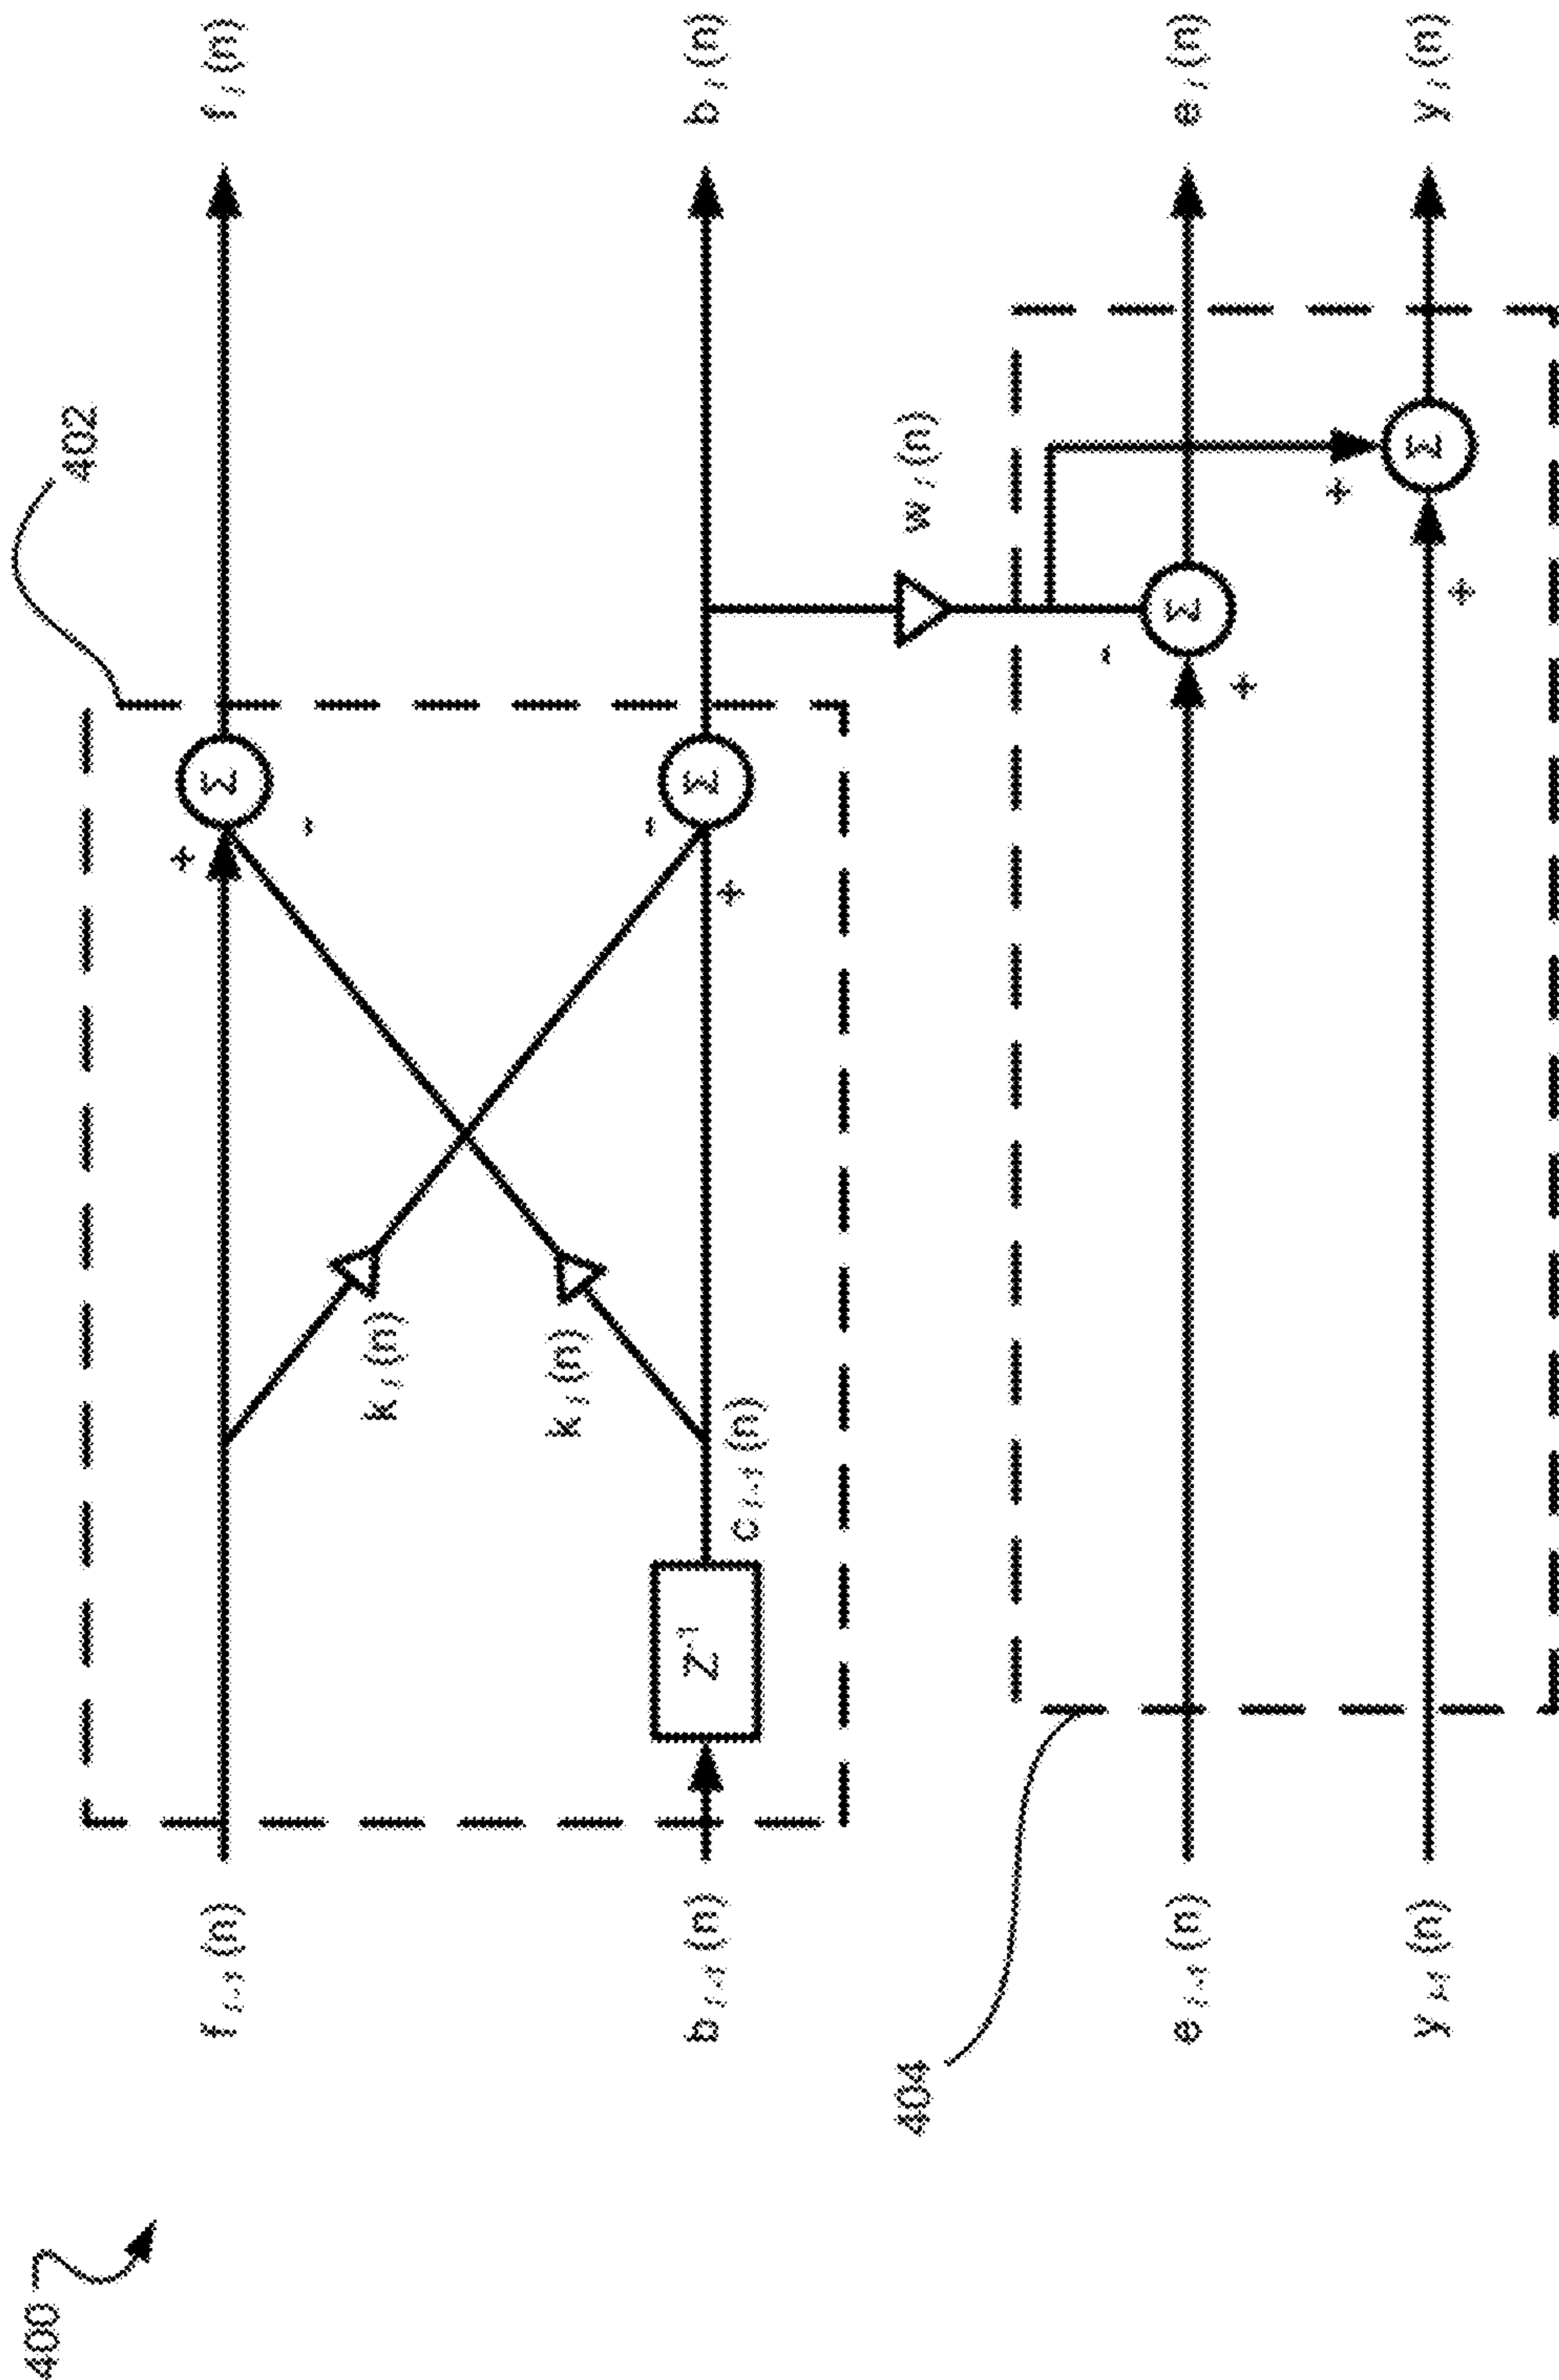 400
402
f i-1 (n)
f i (n)
+
-
Σ
k i (n)
k i (n)
b i-1 (n)
Z-1
c i-1 (n)
-
+
Σ
b i (n)
w i (n)
404
e i-1 (n)
-
+
Σ
e i (n)
y i-1 (n)
+
+
Σ
y i (n)